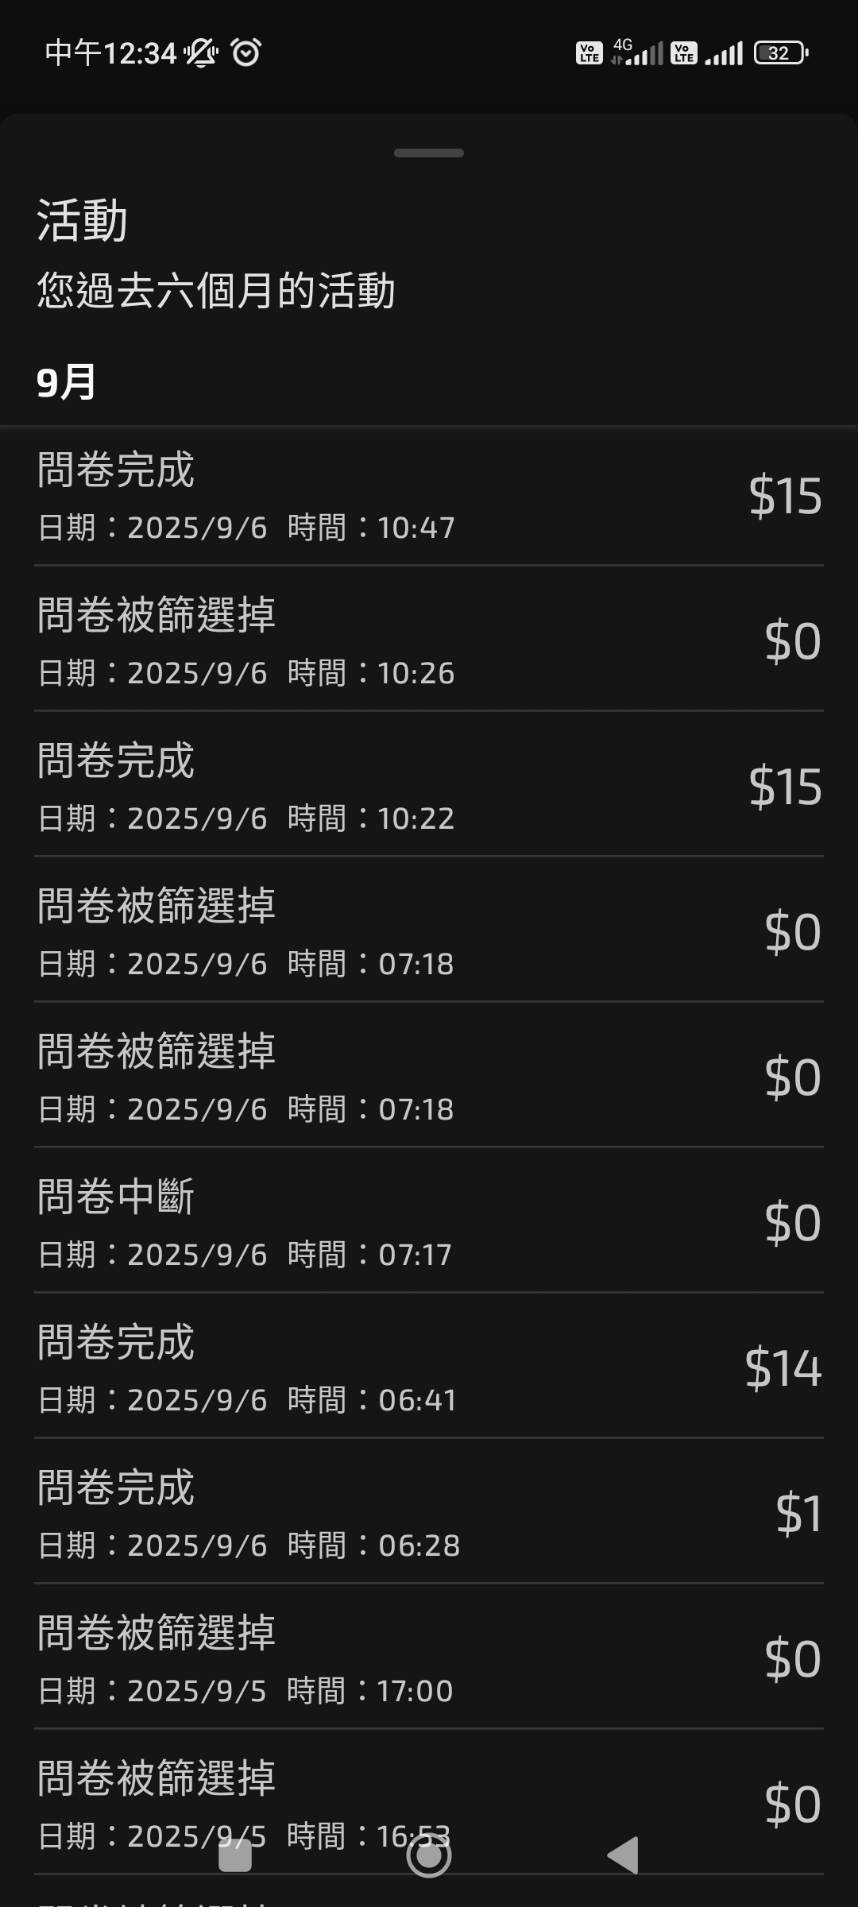 中午12:34
4G
Vo
LTE
Vo
LTE
32
活動
您過去六個月的活動
9月
問卷完成
$15
日期：2025/9/6 時間：10:47
問卷被篩選掉
$0
日期：2025/9/6 時間：10:26
問卷完成
$15
日期：2025/9/6 時間：10:22
問卷被篩選掉
$0
日期：2025/9/6 時間：07:18
問卷被篩選掉
$0
日期：2025/9/6 時間：07:18
問卷中斷
$0
日期：2025/9/6 時間：07:17
問卷完成
$14
日期：2025/9/6 時間：06:41
問卷完成
$1
日期：2025/9/6 時間：06:28
問卷被篩選掉
$0
日期：2025/9/5 時間：17:00
問卷被篩選掉
$0
日期：2025/9/5 時間：16:53